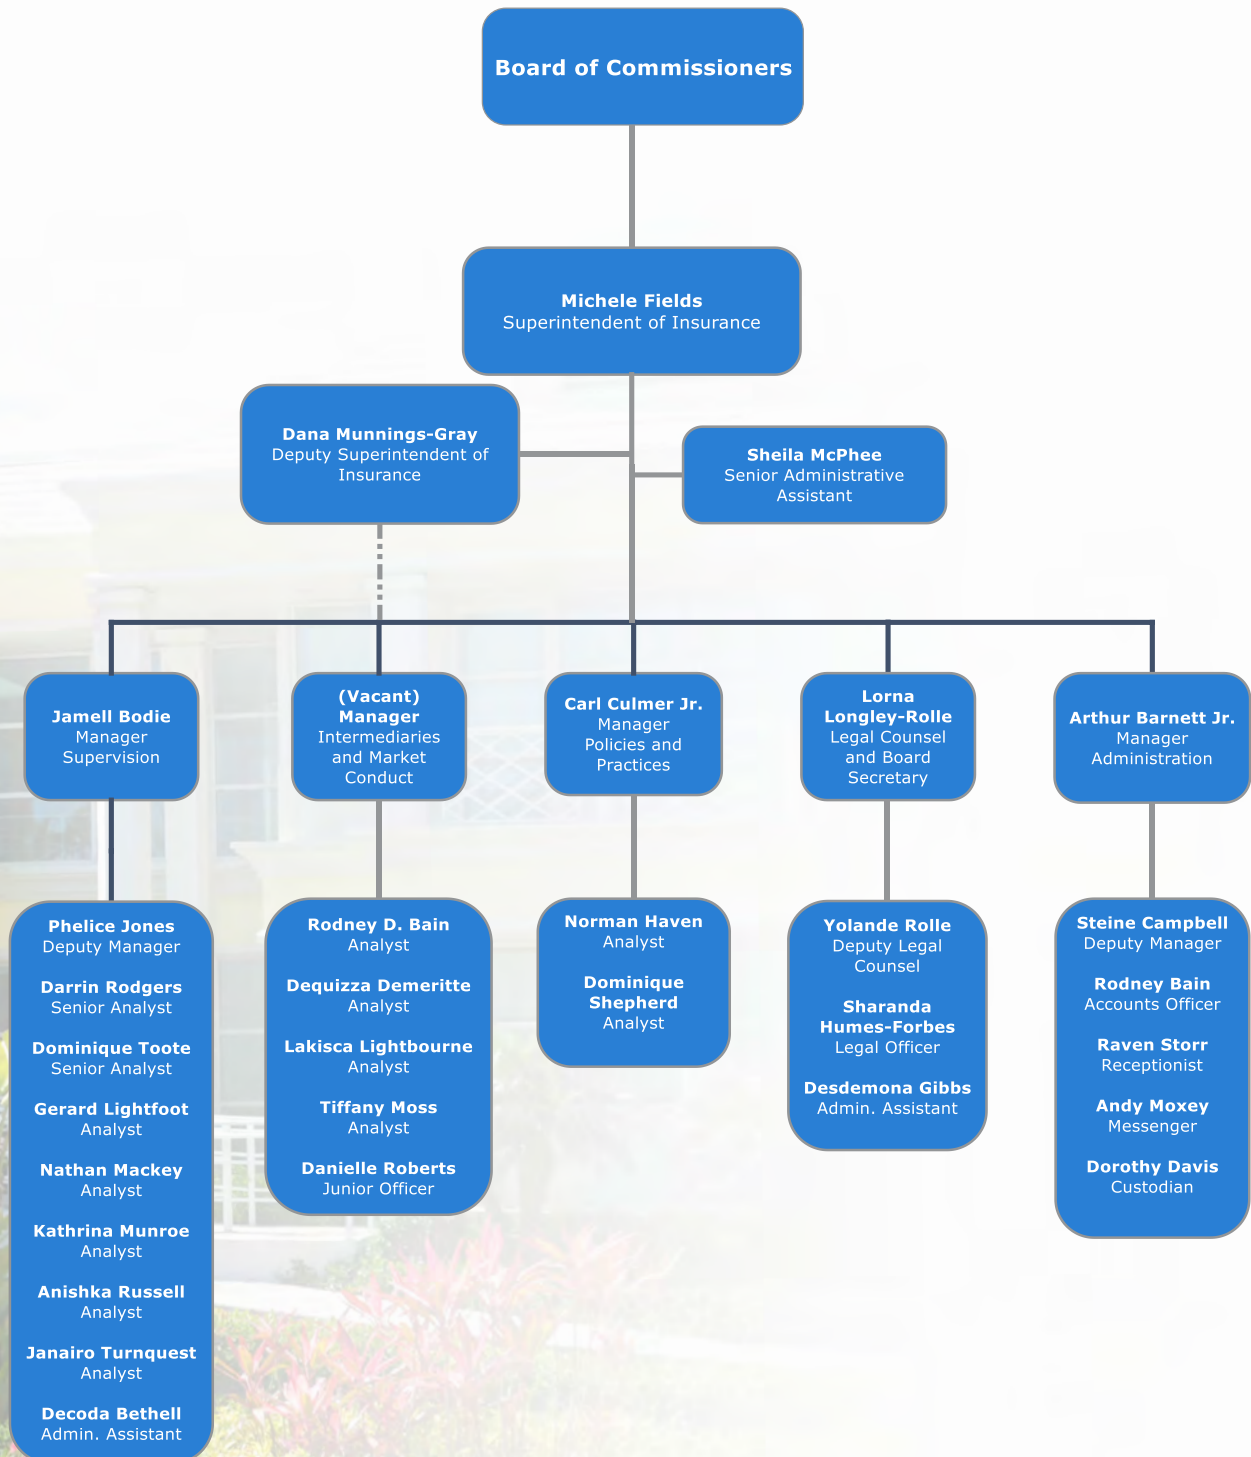 Board of Commissioners
Michele Fields
Superintendent of Insurance
Dana Munnings-Gray
Deputy Superintendent of
Insurance
Sheila McPhee
Senior Administrative
Assistant
Jamell Bodie
Manager
Supervision
(Vacant)
Manager
Intermediaries
and Market
Conduct
Carl Culmer Jr.
Manager
Policies and
Practices
Lorna
Longley-Rolle
Legal Counsel
and Board
Secretary
Arthur Barnett Jr.
Manager
Administration
Phelice Jones
Deputy Manager
Darrin Rodgers
Senior Analyst
Dominique Toote
Senior Analyst
Gerard Lightfoot
Analyst
Nathan Mackey
Analyst
Kathrina Munroe
Analyst
Anishka Russell
Analyst
Janairo Turnquest
Analyst
Decoda Bethell
Admin. Assistant
Rodney D. Bain
Analyst
Dequizza Demeritte
Analyst
Lakisca Lightbourne
Analyst
Tiffany Moss
Analyst
Danielle Roberts
Junior Officer
Norman Haven
Analyst
Dominique
Shepherd
Analyst
Yolande Rolle
Deputy Legal
Counsel
Sharanda
Humes-Forbes
Legal Officer
Desdemona Gibbs
Admin. Assistant
Steine Campbell
Deputy Manager
Rodney Bain
Accounts Officer
Raven Storr
Receptionist
Andy Moxey
Messenger
Dorothy Davis
Custodian